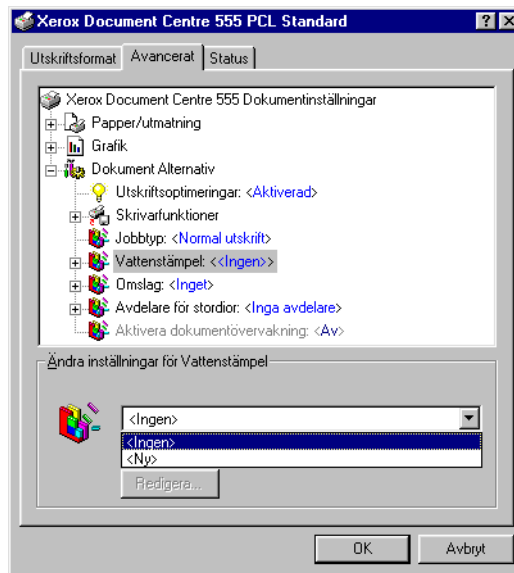 Xerox Document Centre 555 PCL Standard
Utskriftsformat Avancerat Status
Xerox Document Centre 555 Dokumentinställningar
Papper/utmatning
Grafik
Dokument Alternativ
Utskriftsoptimeringar: <Aktiverad>
Skrivarfunktioner
Jobbtyp: <Normal utskrift>
Vattenstämpel: <<Ingen>>
Omslag: <Inget>
Avdelare för stordior: <Inga avdelare>
Aktivera dokumentövervakning: <Av>
Ändra inställningar för Vattenstämpel
<Ingen>
<Ingen>
<Ny>
Redigera...
OK Avbryt